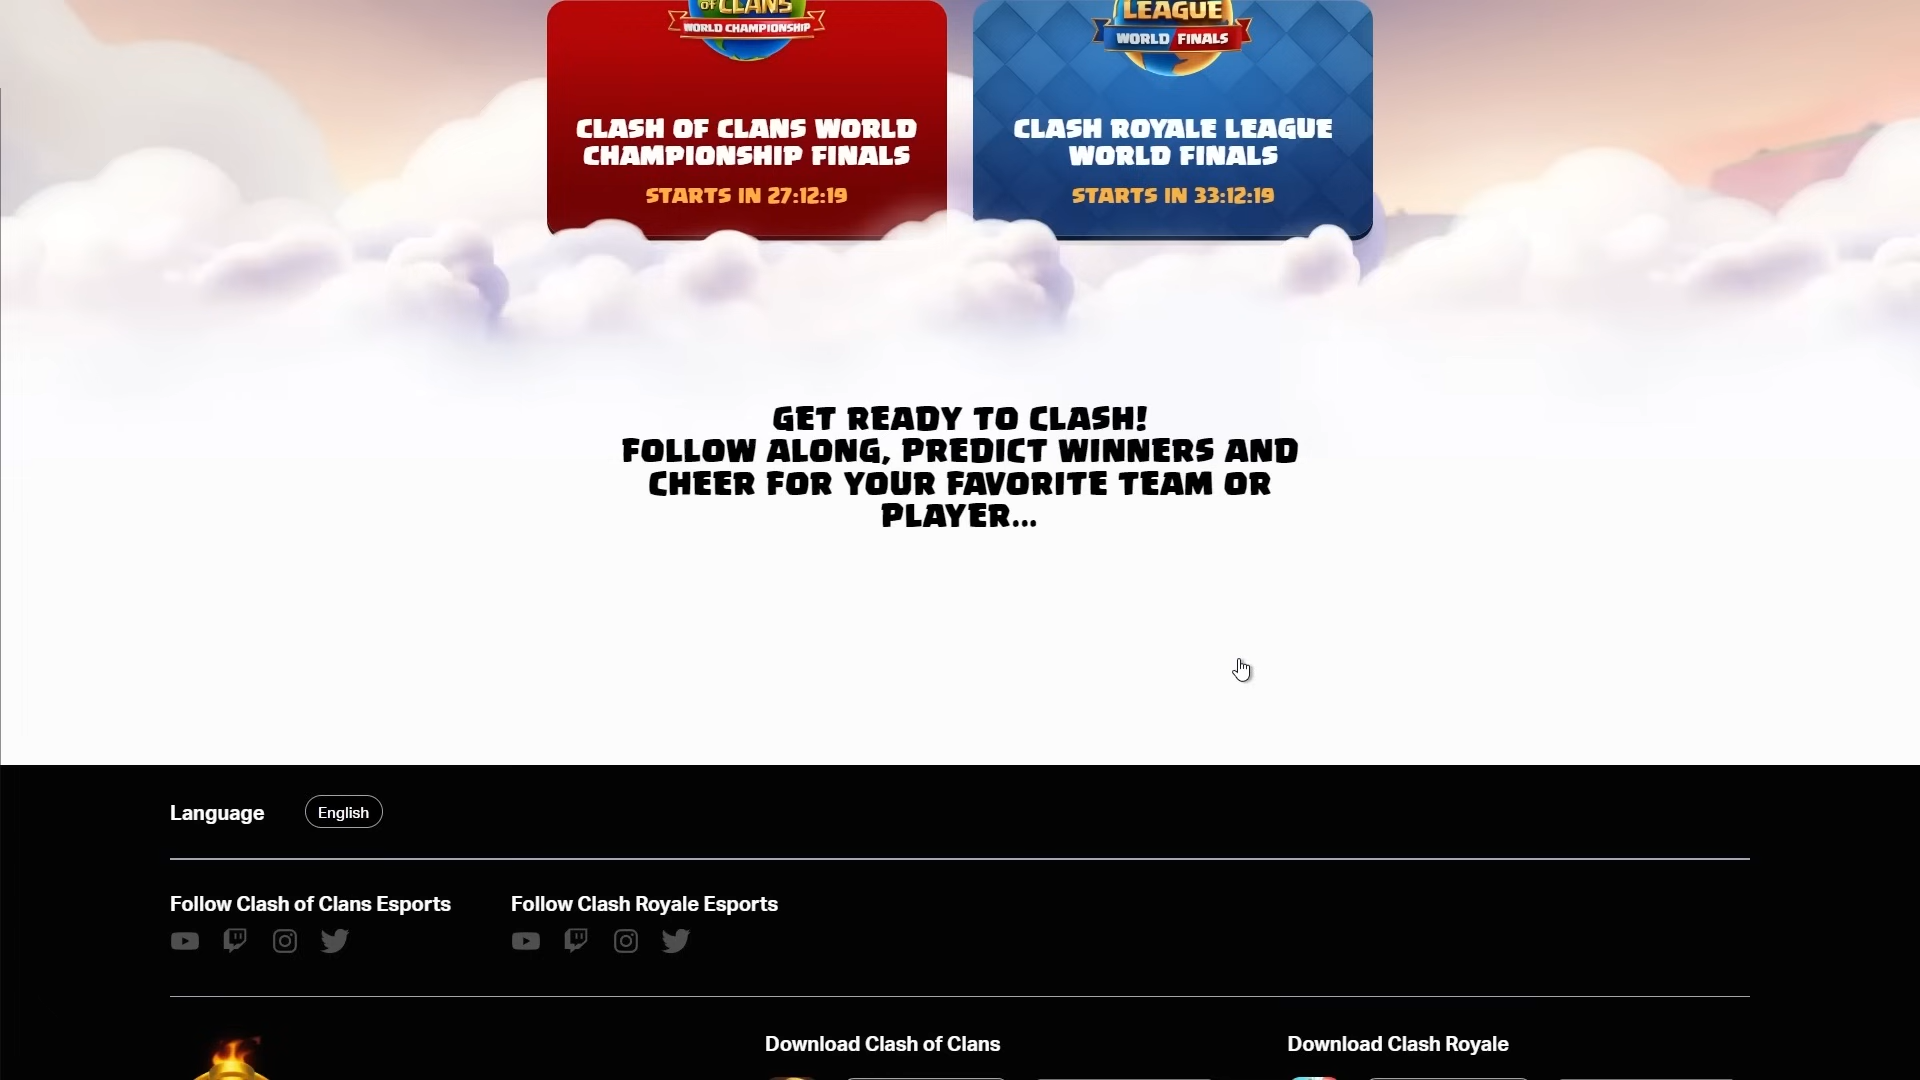 of CLANS
WORLD CHAMPIONSHIP
LEAGUE
WORLD FINALS
CLASH OF CLANS WORLD
CHAMPIONSHIP FINALS
STARTS IN 27:12:19
CLASH ROYALE LEAGUE
WORLD FINALS
STARTS IN 33:12:19
GET READY TO CLASH!
FOLLOW ALONG, PREDICT WINNERS AND
CHEER FOR YOUR FAVORITE TEAM OR
PLAYER...
Language
English
Follow Clash of Clans Esports
Follow Clash Royale Esports
Download Clash of Clans
Download Clash Royale